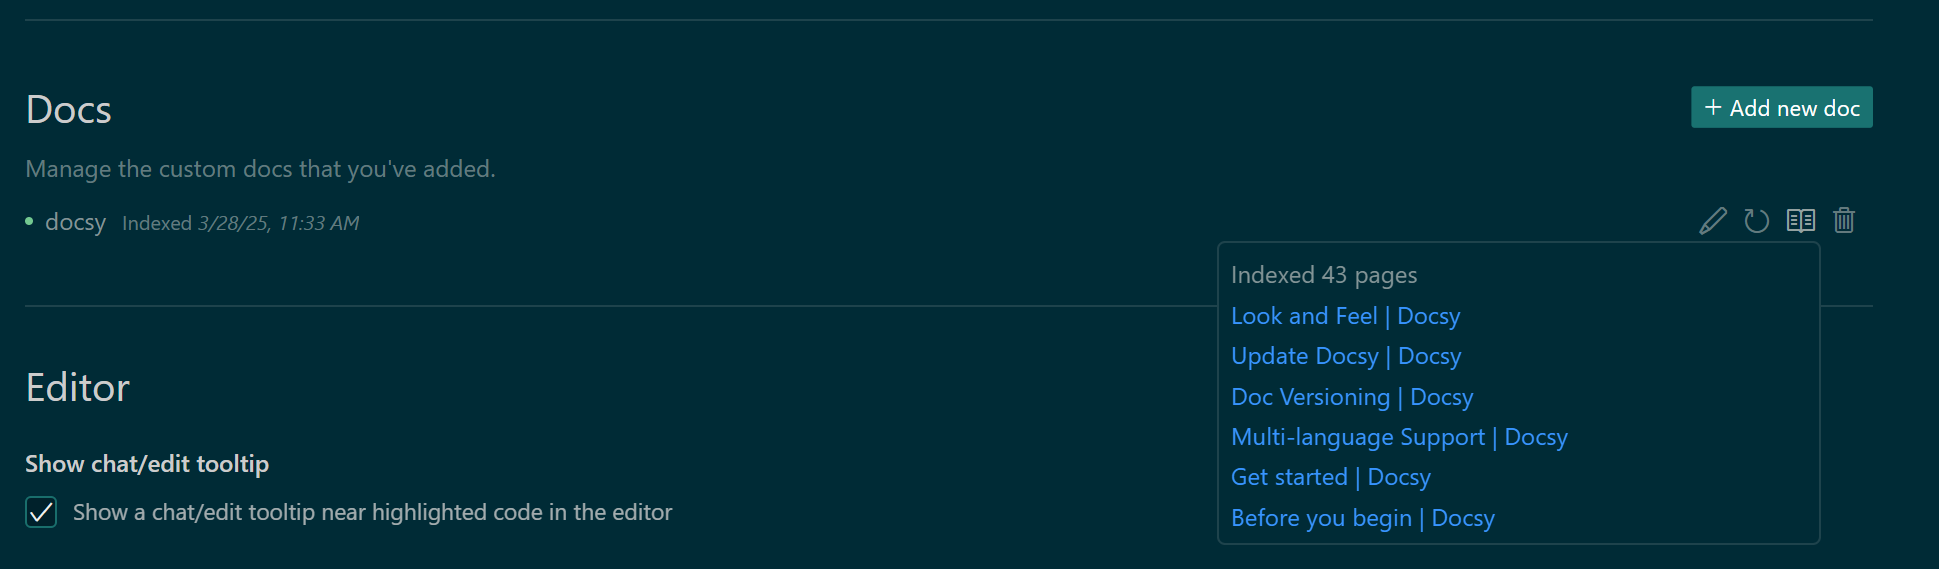 Docs
+ Add new doc
Manage the custom docs that you've added.
docsy Indexed 3/28/25, 11:33 AM
Indexed 43 pages
Look and Feel | Docsy
Update Docsy | Docsy
Doc Versioning | Docsy
Multi-language Support | Docsy
Get started | Docsy
Before you begin | Docsy
Editor
Show chat/edit tooltip
Show a chat/edit tooltip near highlighted code in the editor